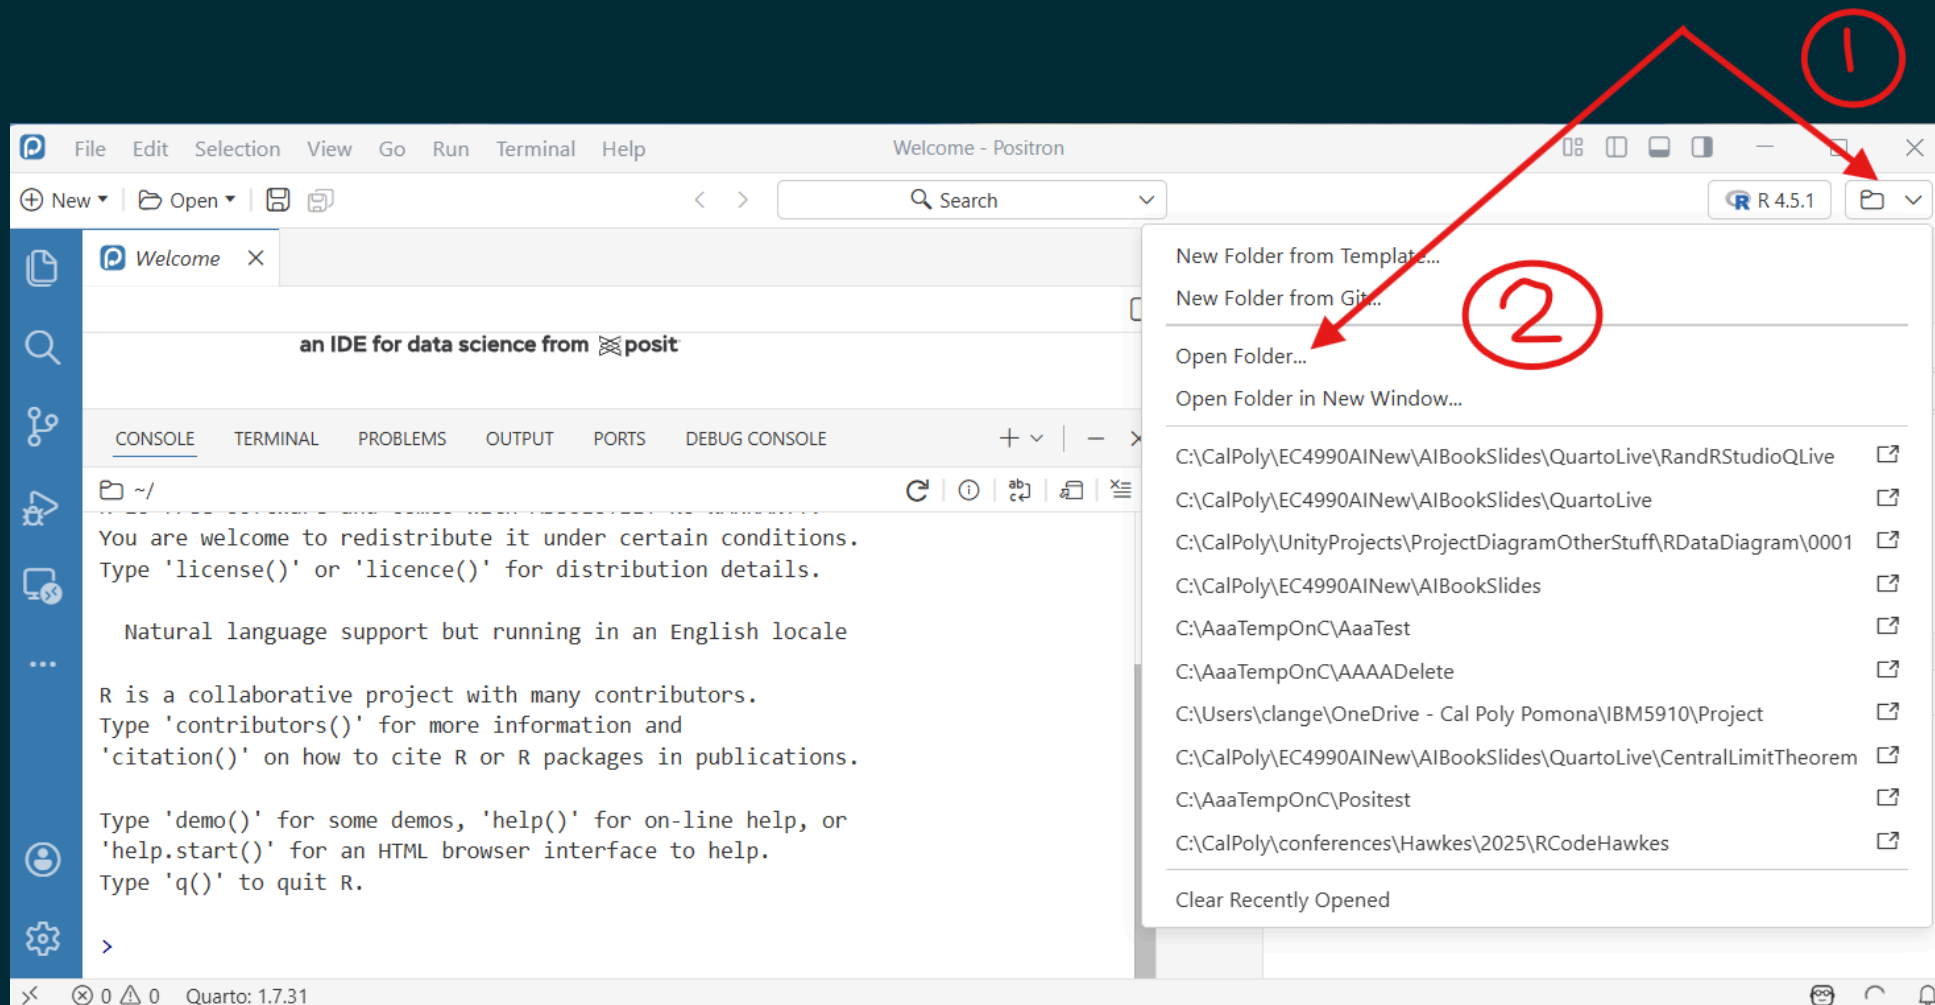 1
File Edit Selection View Go Run Terminal Help
Welcome - Positron
New Open Search R 4.5.1
Welcome
an IDE for data science from posit
CONSOLE TERMINAL PROBLEMS OUTPUT PORTS DEBUG CONSOLE
~/
You are welcome to redistribute it under certain conditions.
Type 'license()' or 'licence()' for distribution details.
Natural language support but running in an English locale
R is a collaborative project with many contributors.
Type 'contributors()' for more information and
'citation()' on how to cite R or R packages in publications.
Type 'demo()' for some demos, 'help()' for on-line help, or
'help.start()' for an HTML browser interface to help.
Type 'q()' to quit R.
>
New Folder from Template...
New Folder from Git...
2
Open Folder...
Open Folder in New Window...
C:\CalPoly\EC4990AINew\AIBookSlides\QuartoLive\RandRStudioQLive
C:\CalPoly\EC4990AINew\AIBookSlides\QuartoLive
C:\CalPoly\UnityProjects\ProjectDiagramOtherStuff\RDataDiagram\0001
C:\CalPoly\EC4990AINew\AIBookSlides
C:\AaaTempOnC\AaaTest
C:\AaaTempOnC\AAAADelete
C:\Users\clange\OneDrive - Cal Poly Pomona\IBM5910\Project
C:\CalPoly\EC4990AINew\AIBookSlides\QuartoLive\CentralLimitTheorem
C:\AaaTempOnC\Positest
C:\CalPoly\conferences\Hawkes\2025\RCodeHawkes
Clear Recently Opened
0 0 Quarto: 1.7.31